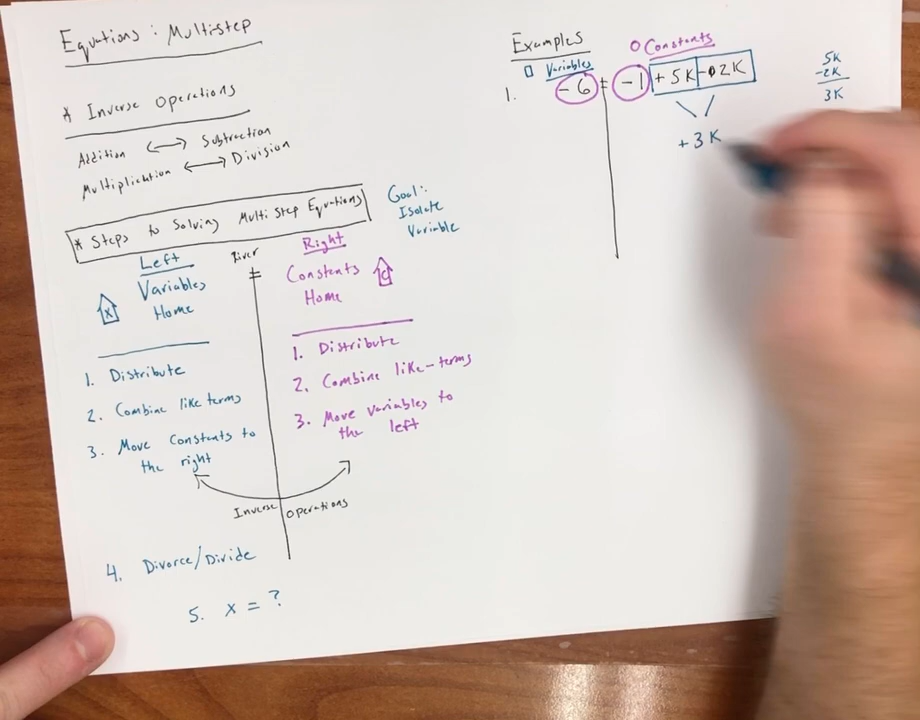 Equations: Multistep
* Inverse Operations
Addition ↔ Subtraction
Multiplication ↔ Division
* Steps to Solving Multi Step Equations
Goal:
Isolate
Variable
Left
Variables
Home
x
River
=
Right
Constants
Home
C
1. Distribute
2. Combine like terms
3. Move Constants to
the right
1. Distribute
2. Combine like-terms
3. Move variables to
the left
Inverse Operations
4. Divorce/Divide
5. x = ?
Examples
□ Variables
O Constants
1. -6 = -1 +5K -2K
+3K
5K
-2K
3K